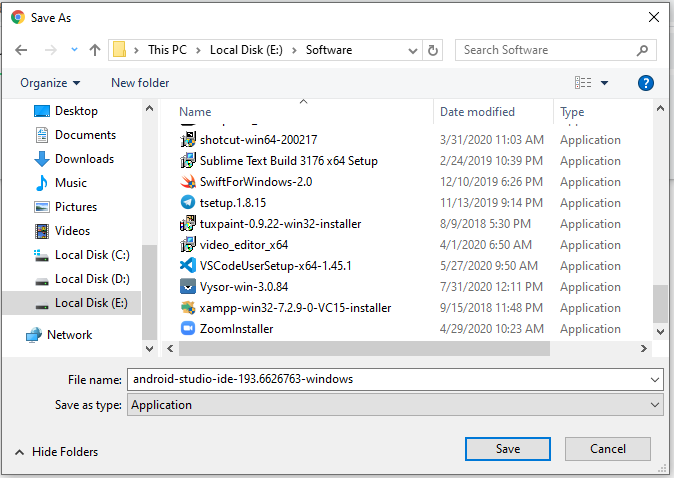 Save As
This PC > Local Disk (E:) > Software
Search Software
Organize
New folder
Name Date modified Type
shotcut-win64-200217 3/31/2020 11:03 AM Application
Sublime Text Build 3176 x64 Setup 2/24/2019 10:39 PM Application
SwiftForWindows-2.0 12/10/2019 6:26 PM Application
tsetup.1.8.15 11/13/2019 9:14 PM Application
tuxpaint-0.9.22-win32-installer 8/9/2018 5:30 PM Application
video_editor_x64 4/1/2020 6:50 AM Application
VSCodeUserSetup-x64-1.45.1 5/27/2020 9:50 AM Application
Vysor-win-3.0.84 7/31/2020 12:11 PM Application
xampp-win32-7.2.9-0-VC15-installer 9/15/2018 11:48 PM Application
ZoomInstaller 4/29/2020 10:23 AM Application
Desktop
Documents
Downloads
Music
Pictures
Videos
Local Disk (C:)
Local Disk (D:)
Local Disk (E:)
Network
File name: android-studio-ide-193.6626763-windows
Save as type: Application
Hide Folders
Save
Cancel